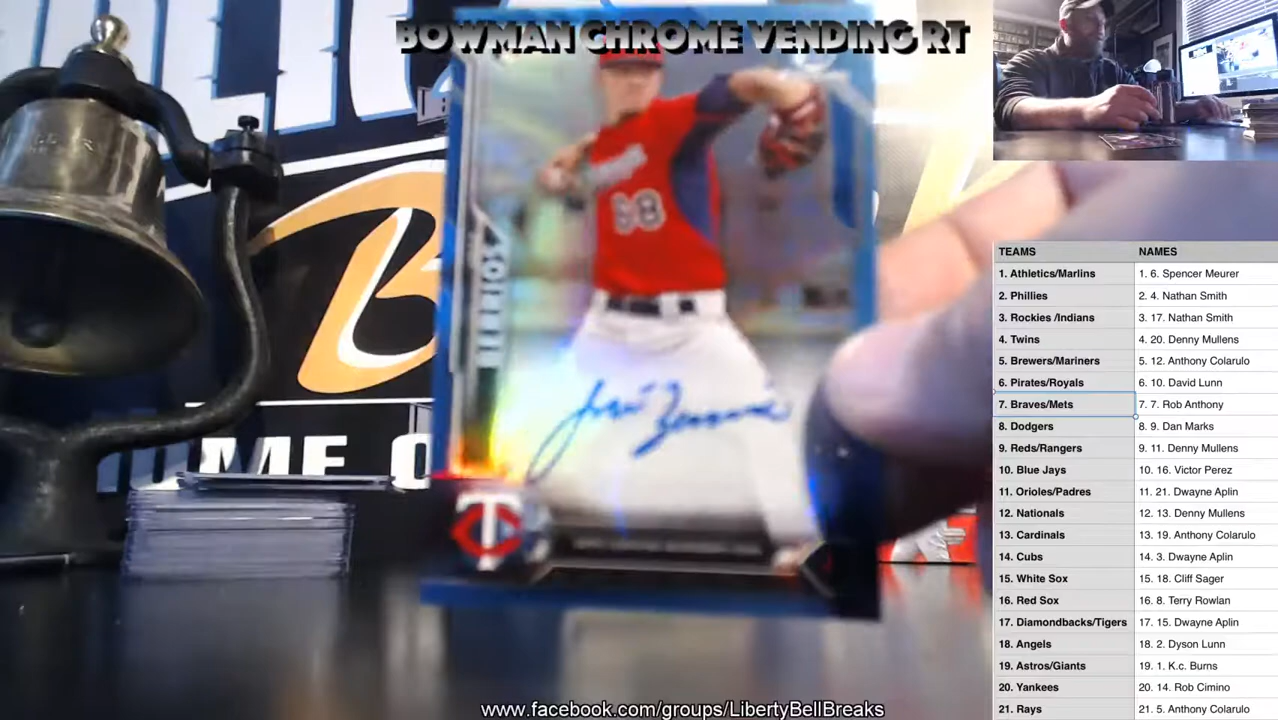 BOWMAN CHROME VENDING RT
88
BERRIOS
TC
ME
TEAMS NAMES
1. Athletics/Marlins 1. 6. Spencer Meurer
2. Phillies 2. 4. Nathan Smith
3. Rockies /Indians 3. 17. Nathan Smith
4. Twins 4. 20. Denny Mullens
5. Brewers/Mariners 5. 12. Anthony Colarulo
6. Pirates/Royals 6. 10. David Lunn
7. Braves/Mets 7. 7. Rob Anthony
8. Dodgers 8. 9. Dan Marks
9. Reds/Rangers 9. 11. Denny Mullens
10. Blue Jays 10. 16. Victor Perez
11. Orioles/Padres 11. 21. Dwayne Aplin
12. Nationals 12. 13. Denny Mullens
13. Cardinals 13. 19. Anthony Colarulo
14. Cubs 14. 3. Dwayne Aplin
15. White Sox 15. 18. Cliff Sager
16. Red Sox 16. 8. Terry Rowlan
17. Diamondbacks/Tigers 17. 15. Dwayne Aplin
18. Angels 18. 2. Dyson Lunn
19. Astros/Giants 19. 1. K.c. Burns
20. Yankees 20. 14. Rob Cimino
21. Rays 21. 5. Anthony Colarulo
www.facebook.com/groups/LibertyBellBreaks